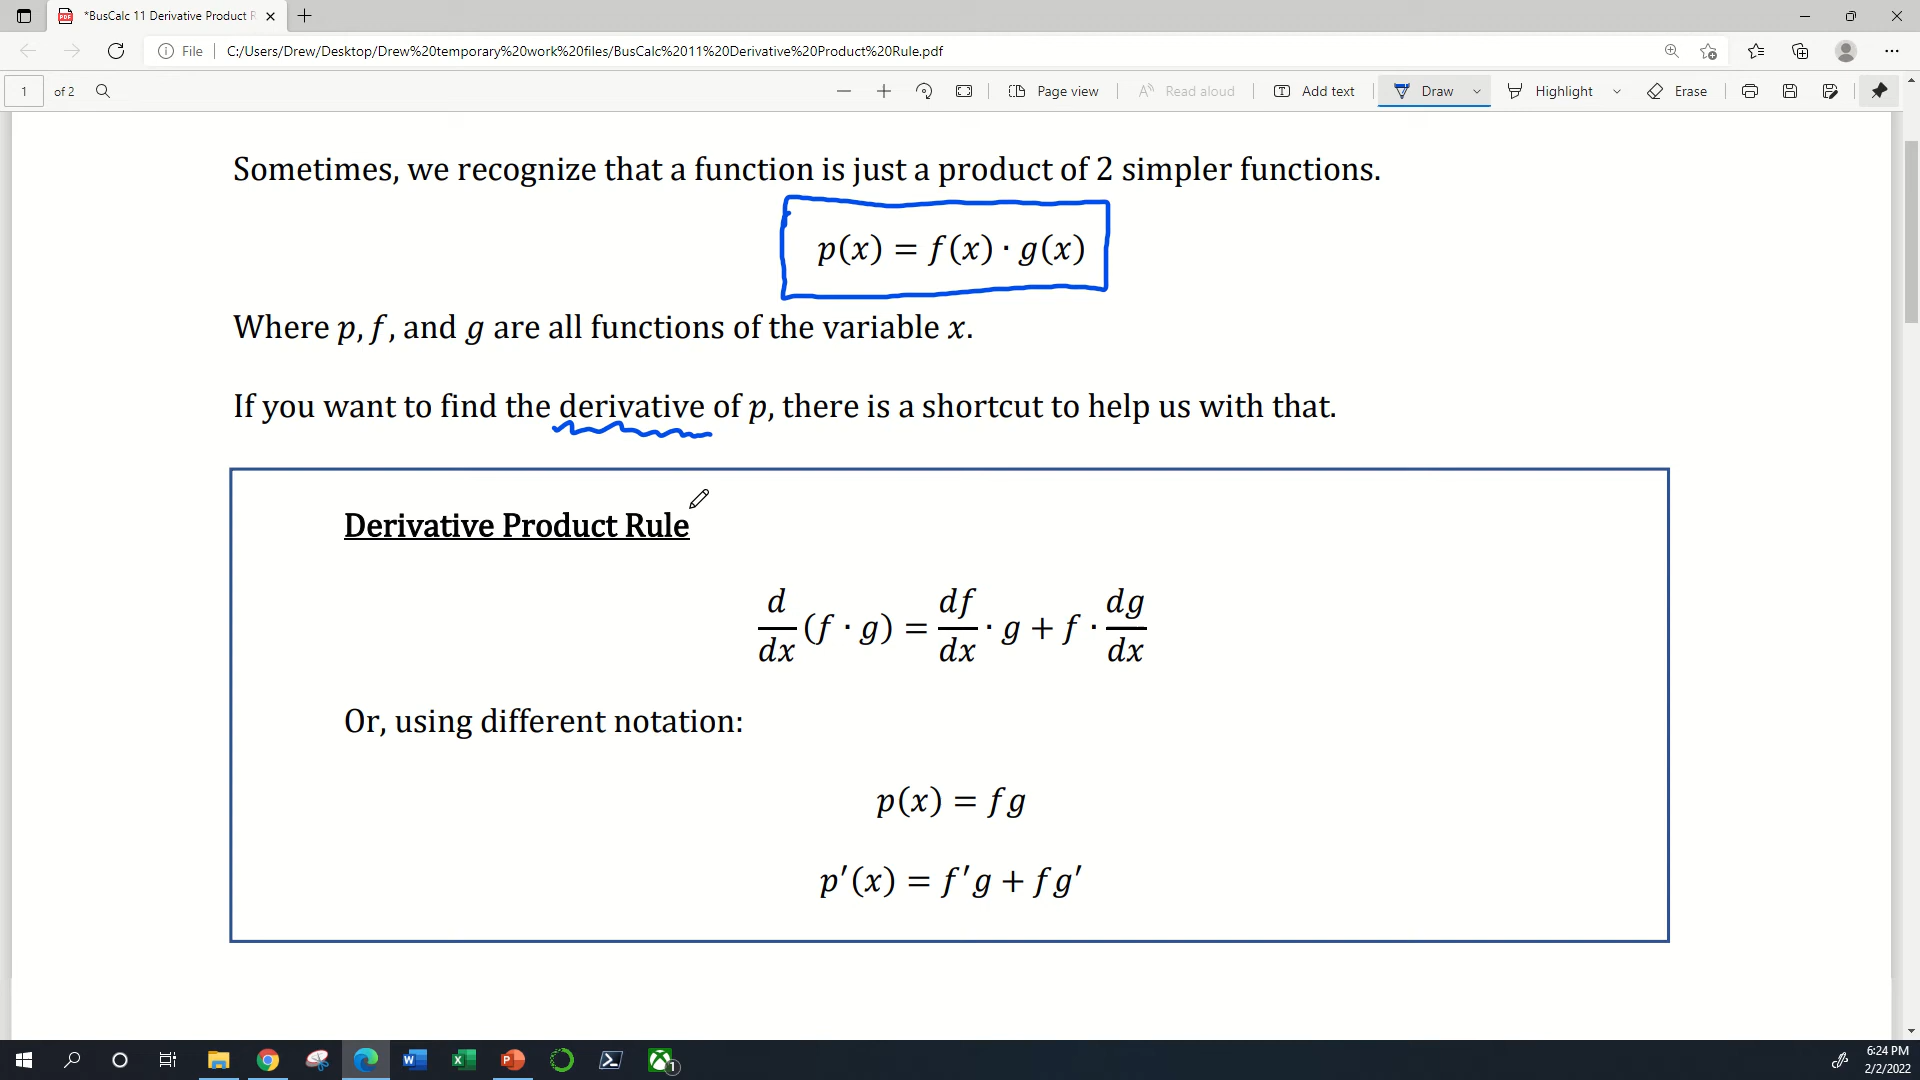 *BusCalc 11 Derivative Product R
File
C:/Users/Drew/Desktop/Drew%20temporary%20work%20files/BusCalc%2011%20Derivative%20Product%20Rule.pdf
1 of 2
Page view
Read aloud
Add text
Draw
Highlight
Erase
Sometimes, we recognize that a function is just a product of 2 simpler functions.
p(x) = f(x) · g(x)
Where p, f, and g are all functions of the variable x.
If you want to find the derivative of p, there is a shortcut to help us with that.
Derivative Product Rule
d/dx (f · g) = df/dx · g + f · dg/dx
Or, using different notation:
p(x) = fg
p′(x) = f′g + fg′
6:24 PM
2/2/2022
1